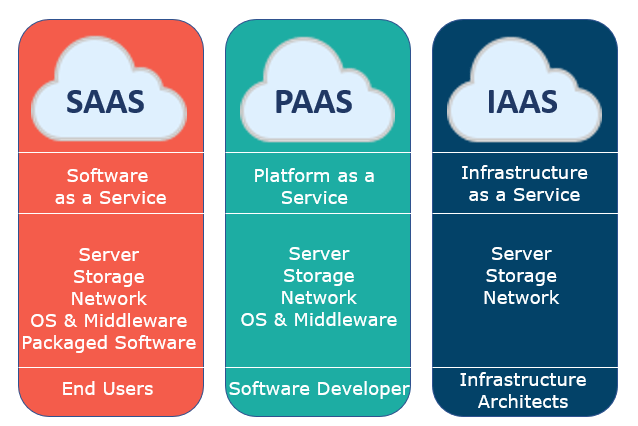 SAAS
Software
as a Service
Server
Storage
Network
OS & Middleware
Packaged Software
End Users
PAAS
Platform as a
Service
Server
Storage
Network
OS & Middleware
Software Developer
IAAS
Infrastructure
as a Service
Server
Storage
Network
Infrastructure
Architects